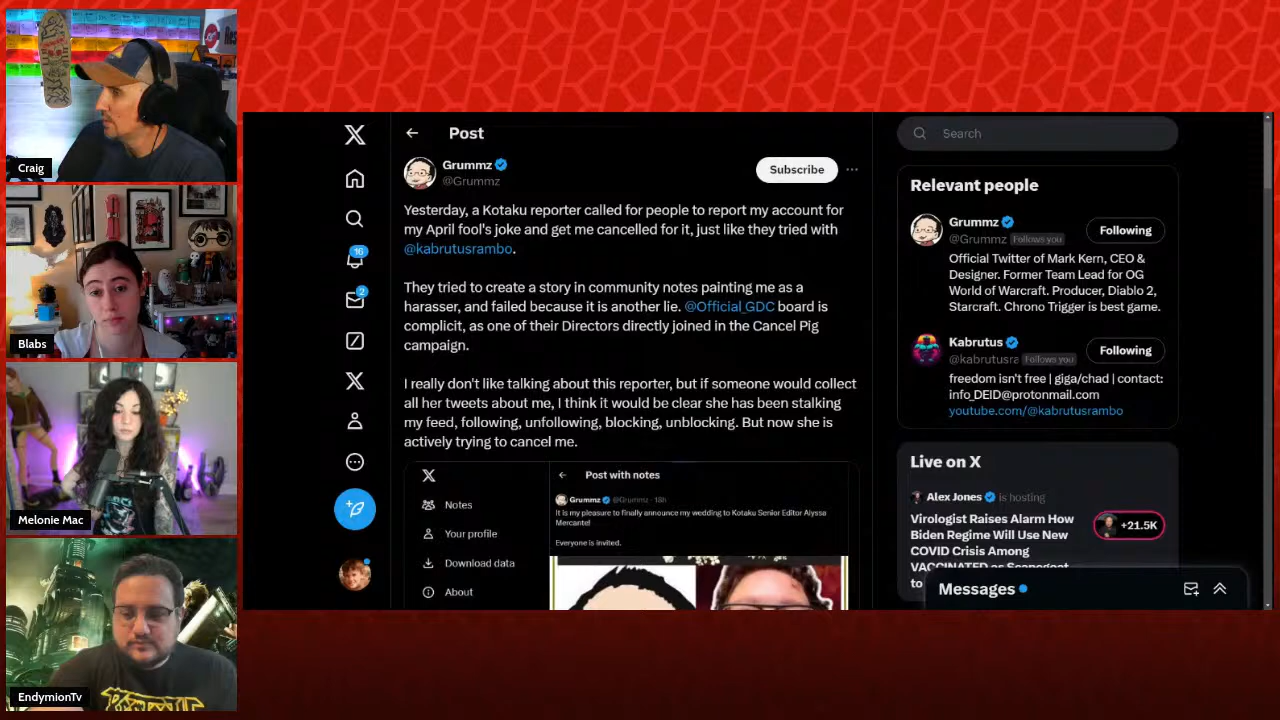 Craig
Blabs
Melonie Mac
EndymionTv
Post
Grummz
@Grummz
Subscribe
Yesterday, a Kotaku reporter called for people to report my account for
my April fool's joke and get me cancelled for it, just like they tried with
@kabrutusrambo.
They tried to create a story in community notes painting me as a
harasser, and failed because it is another lie. @Official_GDC board is
complicit, as one of their Directors directly joined in the Cancel Pig
campaign.
I really don't like talking about this reporter, but if someone would collect
all her tweets about me, I think it would be clear she has been stalking
my feed, following, unfollowing, blocking, unblocking. But now she is
actively trying to cancel me.
16
2
Notes
Your profile
Download data
About
Post with notes
Grummz @Grummz · 18h
It is my pleasure to finally announce my wedding to Kotaku Senior Editor Alyssa
Mercante!
Everyone is invited.
Search
Relevant people
Grummz
@Grummz Follows you
Following
Official Twitter of Mark Kern, CEO &
Designer. Former Team Lead for OG
World of Warcraft. Producer, Diablo 2,
Starcraft. Chrono Trigger is best game.
Kabrutus
@kabrutusra Follows you
Following
freedom isn't free | giga/chad | contact:
info_DEID@protonmail.com
youtube.com/@kabrutusrambo
Live on X
Alex Jones is hosting
Virologist Raises Alarm How
Biden Regime Will Use New
COVID Crisis Among
VACCINATED as Scapegoat
to
+21.5K
Messages